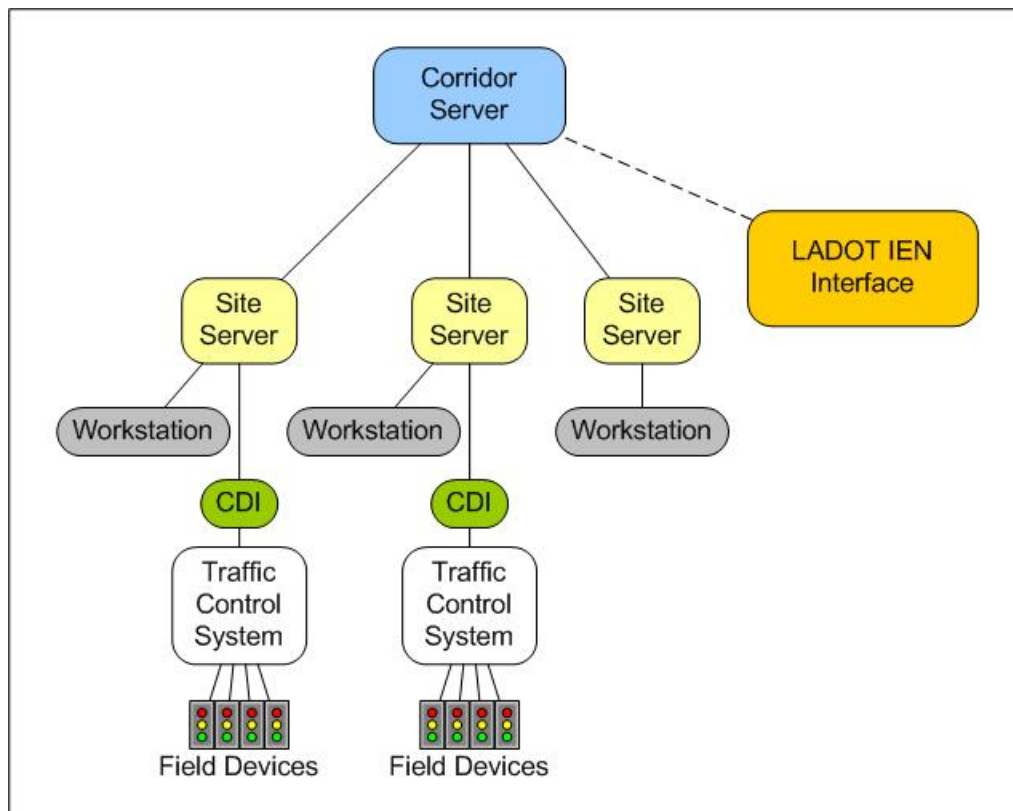 Corridor
Server
LADOT IEN
Interface
Site
Server
Site
Server
Site
Server
Workstation
Workstation
Workstation
CDI
CDI
Traffic
Control
System
Traffic
Control
System
Field Devices
Field Devices